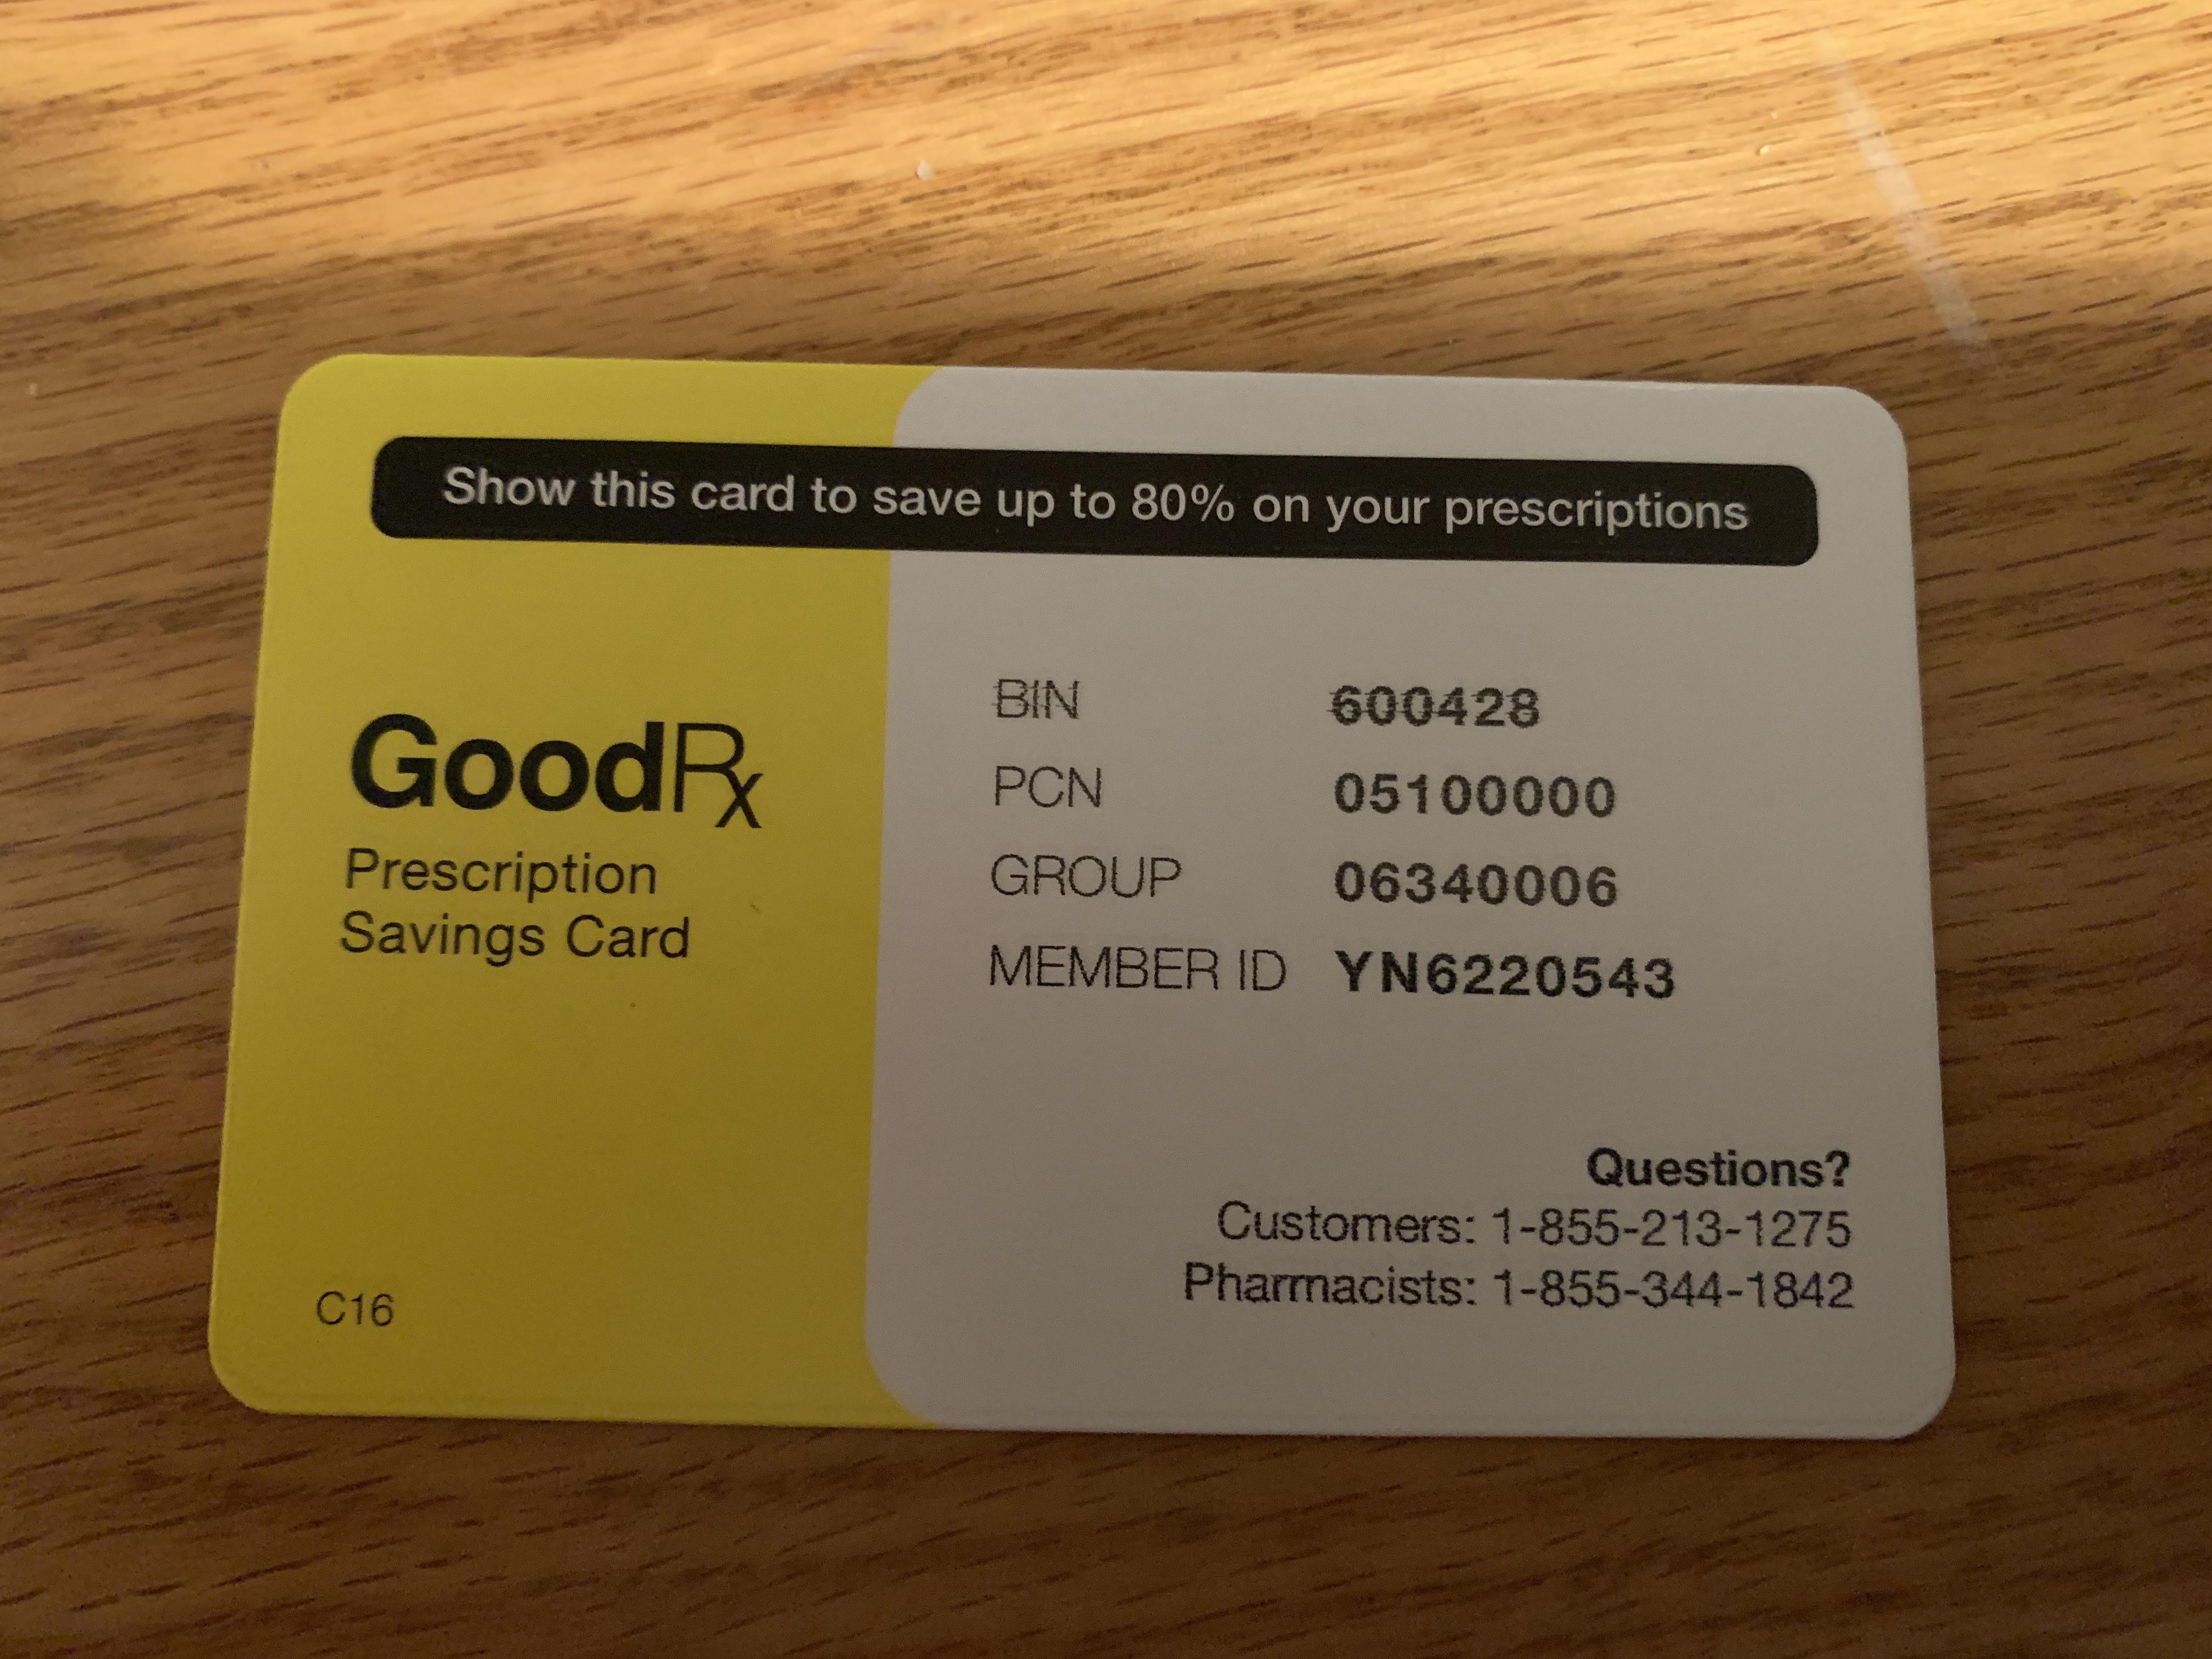 Show this card to save up to 80% on your prescriptions
GoodRx
Prescription
Savings Card
C16
BIN 600428
PCN 05100000
GROUP 06340006
MEMBER ID YN6220543
Questions?
Customers: 1-855-213-1275
Pharmacists: 1-855-344-1842